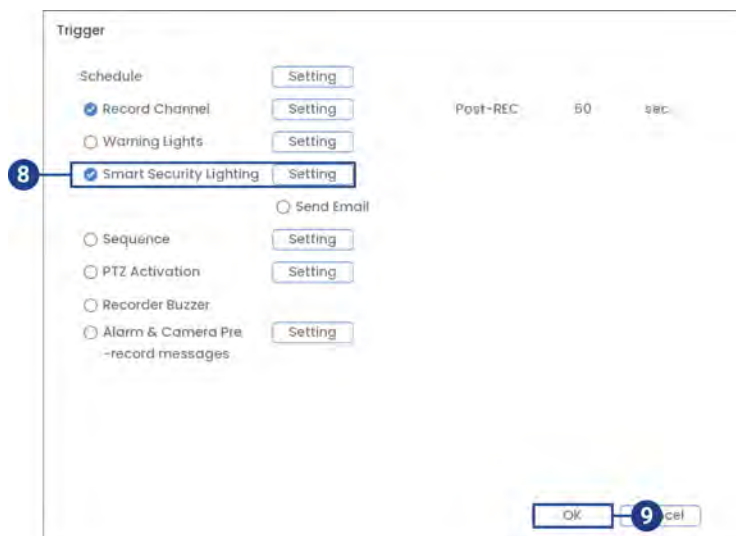 Trigger
Schedule Setting
Record Channel Setting Post-REC 60 sec.
Warning Lights Setting
8 Smart Security Lighting Setting
Send Email
Sequence Setting
PTZ Activation Setting
Recorder Buzzer
Alarm & Camera Pre Setting
-record messages
OK 9 cel